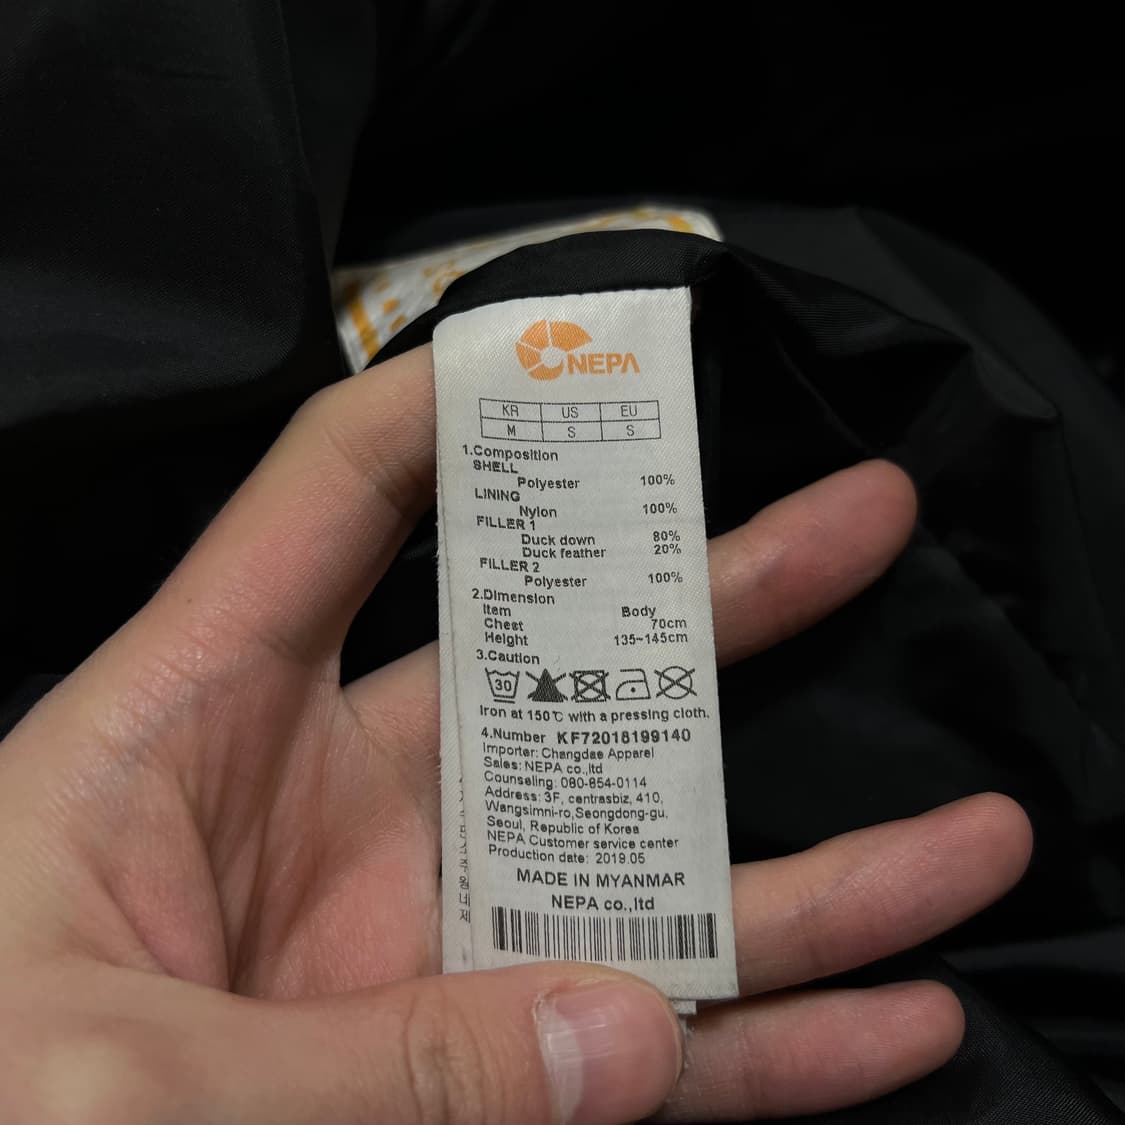 NEPA
KR US EU
M S S
1.Composition
SHELL
Polyester 100%
LINING
Nylon 100%
FILLER 1
Duck down 80%
Duck feather 20%
FILLER 2
Polyester 100%
2.Dimension
Item Body
Chest 70cm
Height 135~145cm
3.Caution
30
Iron at 150℃ with a pressing cloth.
4.Number KF72018199140
Importer: Changdae Apparel
Sales: NEPA co.,ltd
Counseling: 080-854-0114
Address: 3F, centrasbiz, 410,
Wangsimni-ro,Seongdong-gu,
Seoul, Republic of Korea
NEPA Customer service center
Production date: 2019.05
MADE IN MYANMAR
NEPA co.,ltd